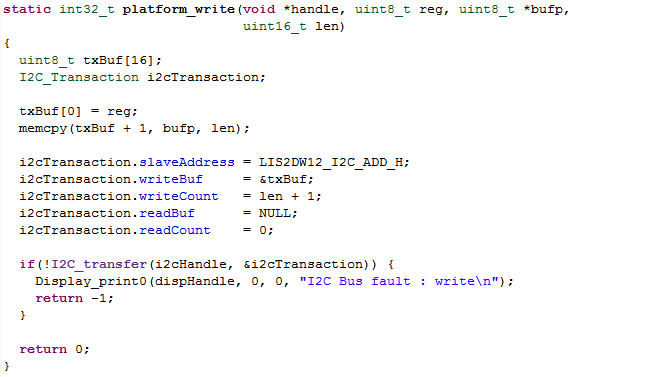 static int32_t platform_write(void *handle, uint8_t reg, uint8_t *bufp,
                              uint16_t len)
{
  uint8_t txBuf[16];
  I2C_Transaction i2cTransaction;

  txBuf[0] = reg;
  memcpy(txBuf + 1, bufp, len);

  i2cTransaction.slaveAddress = LIS2DW12_I2C_ADD_H;
  i2cTransaction.writeBuf     = &txBuf;
  i2cTransaction.writeCount   = len + 1;
  i2cTransaction.readBuf      = NULL;
  i2cTransaction.readCount    = 0;

  if(!I2C_transfer(i2cHandle, &i2cTransaction)) {
    Display_print0(dispHandle, 0, 0, "I2C Bus fault : write\n");
    return -1;
  }

  return 0;
}